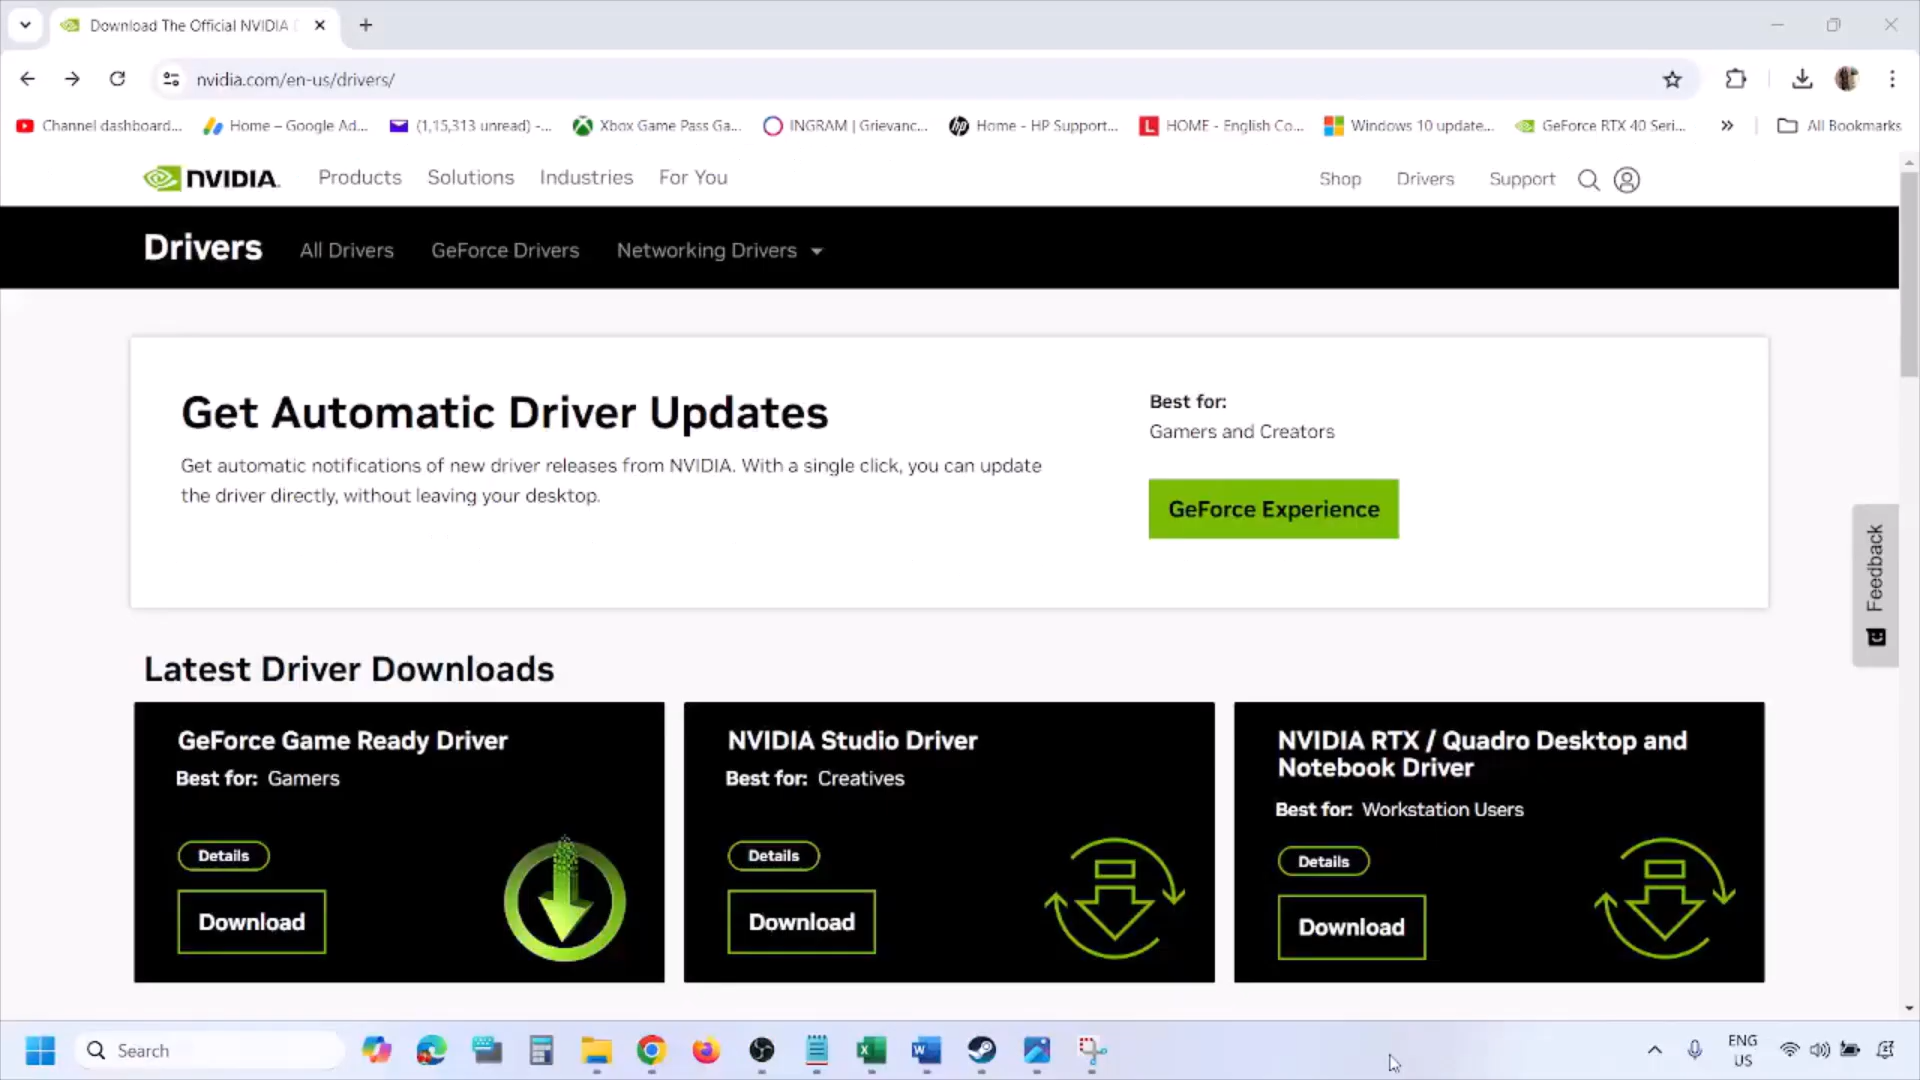 Download The Official NVIDIA
nvidia.com/en-us/drivers/
Channel dashboard...
Home – Google Ad...
(1,15,313 unread) -...
Xbox Game Pass Ga...
INGRAM | Grievanc...
Home - HP Support...
HOME - English Co...
Windows 10 update...
GeForce RTX 40 Seri...
All Bookmarks
NVIDIA.
Products
Solutions
Industries
For You
Shop
Drivers
Support
Drivers
All Drivers
GeForce Drivers
Networking Drivers
Get Automatic Driver Updates
Get automatic notifications of new driver releases from NVIDIA. With a single click, you can update
the driver directly, without leaving your desktop.
Best for:
Gamers and Creators
GeForce Experience
Feedback
Latest Driver Downloads
GeForce Game Ready Driver
Best for: Gamers
Details
Download
NVIDIA Studio Driver
Best for: Creatives
Details
Download
NVIDIA RTX / Quadro Desktop and
Notebook Driver
Best for: Workstation Users
Details
Download
Search
ENG
US